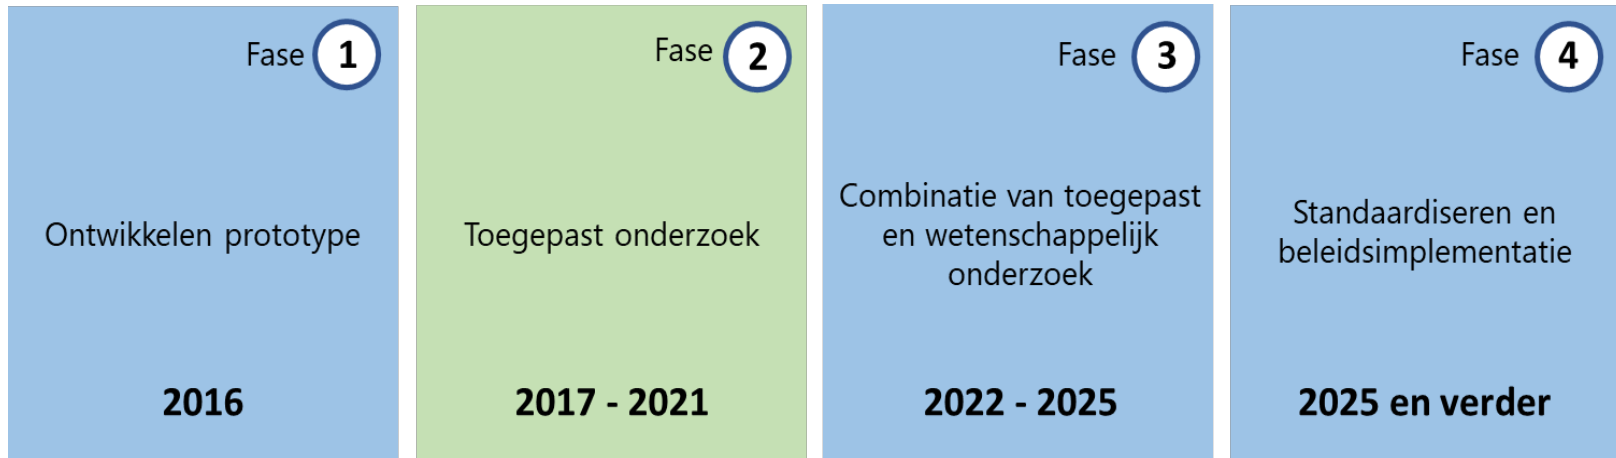 Fase 1
Ontwikkelen prototype
2016
Fase 2
Toegepast onderzoek
2017 - 2021
Fase 3
Combinatie van toegepast
en wetenschappelijk
onderzoek
2022 - 2025
Fase 4
Standaardiseren en
beleidsimplementatie
2025 en verder